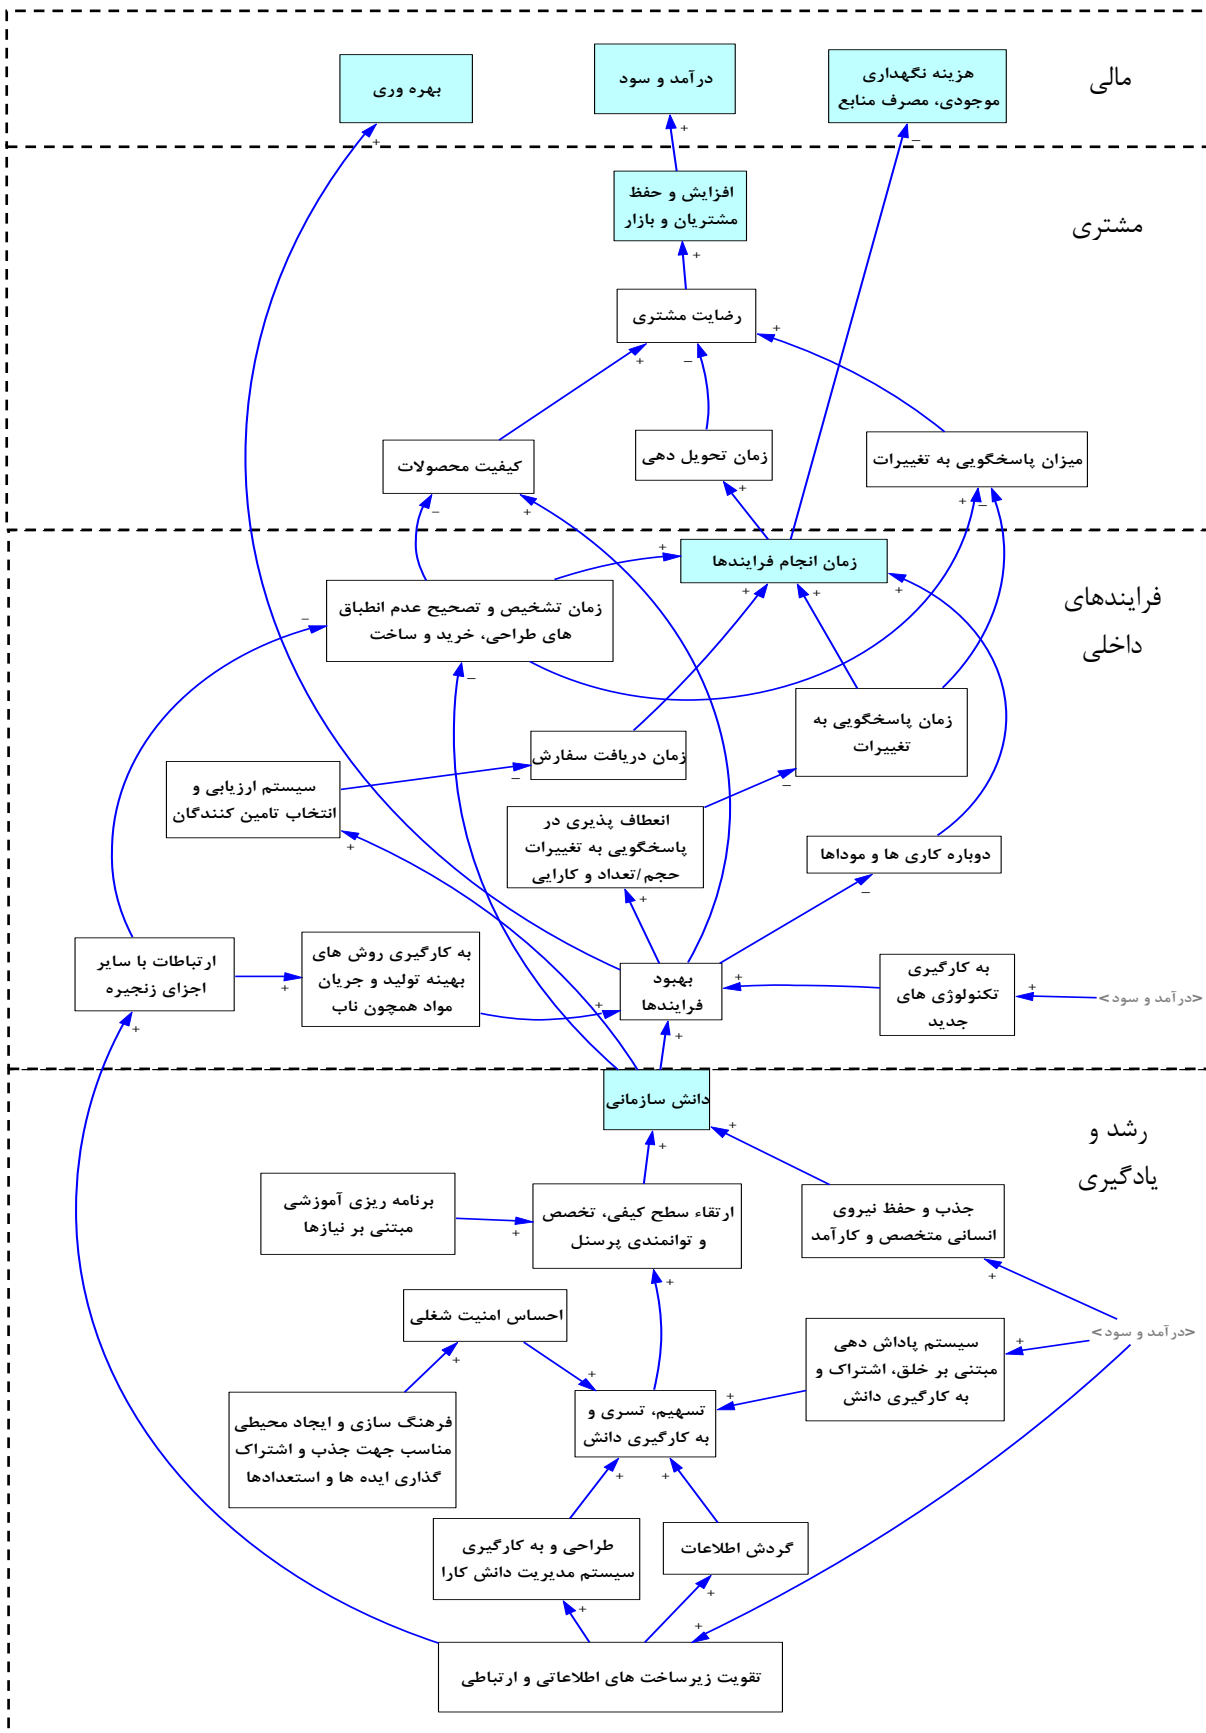 مالی
هزینه نگهداری
موجودی، مصرف منابع
درآمد و سود
بهره وری
+
+
–
مشتری
افزایش و حفظ
مشتریان و بازار
+
رضایت مشتری
+
–
+
میزان پاسخگویی به تغییرات
زمان تحویل دهی
کیفیت محصولات
–
+
+
+
–
فرایندهای
داخلی
زمان انجام فرایندها
+
+
+
+
زمان تشخیص و تصحیح عدم انطباق
های طراحی، خرید و ساخت
–
–
زمان پاسخگویی به
تغییرات
–
زمان دریافت سفارش
–
سیستم ارزیابی و
انتخاب تامین کنندگان
+
انعطاف پذیری در
پاسخگویی به تغییرات
حجم/تعداد و کارایی
+
دوباره کاری ها و موداها
–
<درآمد و سود>
+
به کارگیری
تکنولوژی های
جدید
+
بهبود
فرایندها
+
+
به کارگیری روش های
بهینه تولید و جریان
مواد همچون ناب
+
ارتباطات با سایر
اجزای زنجیره
+
رشد و
یادگیری
دانش سازمانی
+
+
جذب و حفظ نیروی
انسانی متخصص و کارآمد
+
ارتقاء سطح کیفی، تخصص
و توانمندی پرسنل
+
+
برنامه ریزی آموزشی
مبتنی بر نیازها
<درآمد و سود>
+
سیستم پاداش دهی
مبتنی بر خلق، اشتراک و
به کارگیری دانش
احساس امنیت شغلی
+
تسهیم، تسری و
به کارگیری دانش
+
+
+
+
فرهنگ سازی و ایجاد محیطی
مناسب جهت جذب و اشتراک
گذاری ایده ها و استعدادها
گردش اطلاعات
+
طراحی و به کارگیری
سیستم مدیریت دانش کارا
+
+
تقویت زیرساخت های اطلاعاتی و ارتباطی